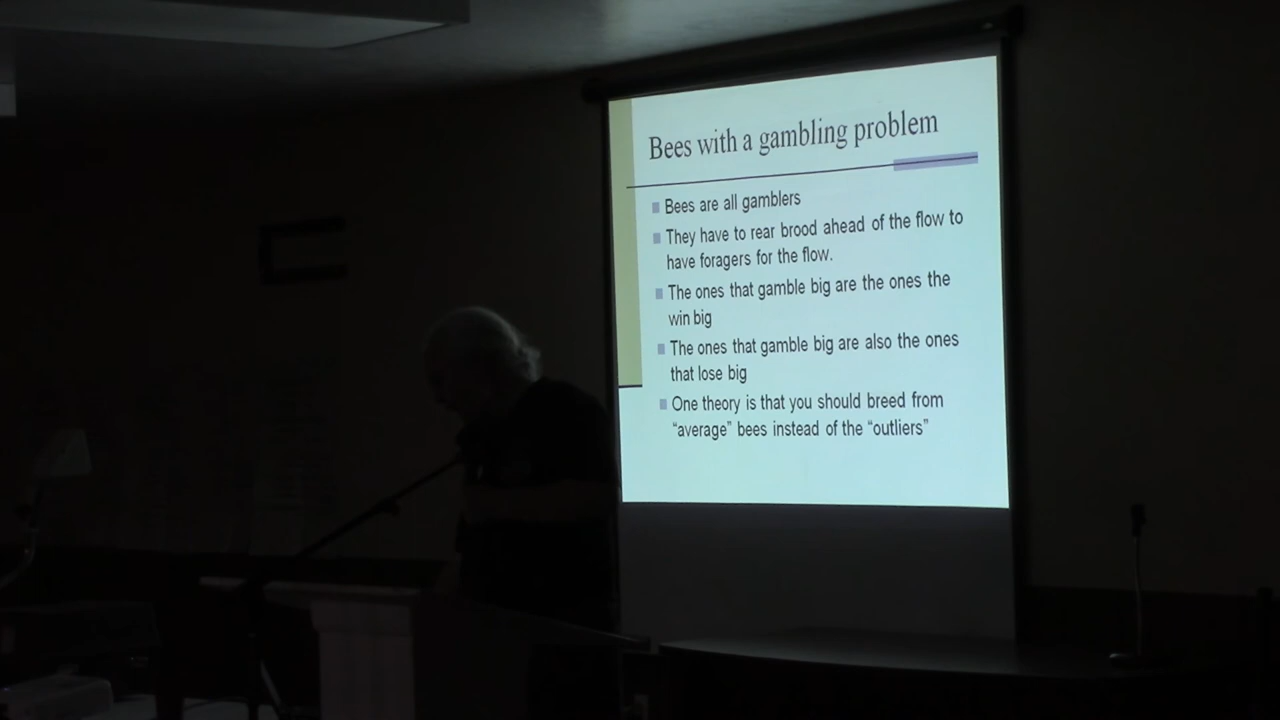 Bees with a gambling problem
Bees are all gamblers
They have to rear brood ahead of the flow to
have foragers for the flow.
The ones that gamble big are the ones the
win big
The ones that gamble big are also the ones
that lose big
One theory is that you should breed from
“average” bees instead of the “outliers”